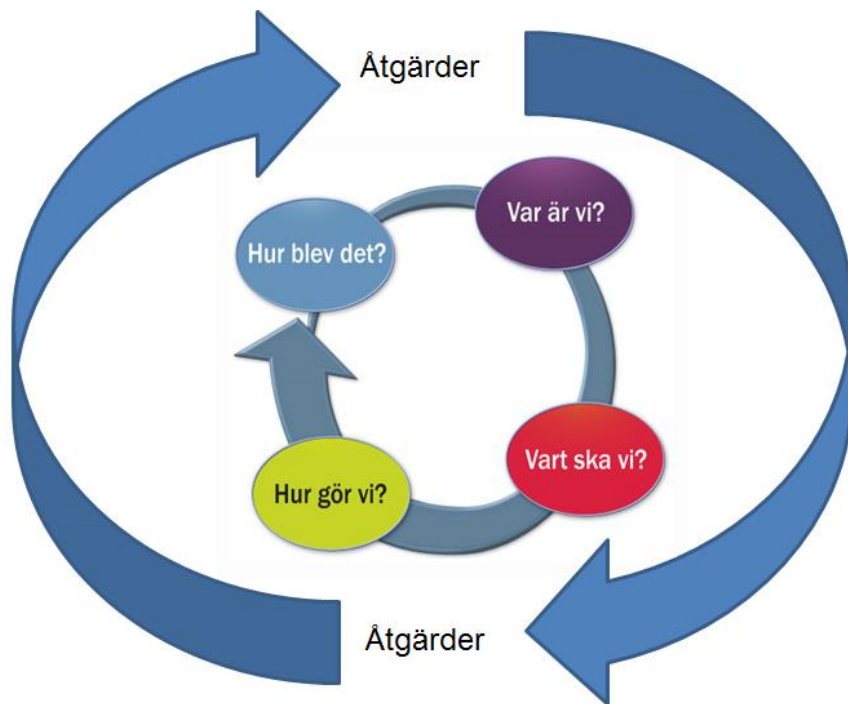 Åtgärder
Var är vi?
Hur blev det?
Vart ska vi?
Hur gör vi?
Åtgärder